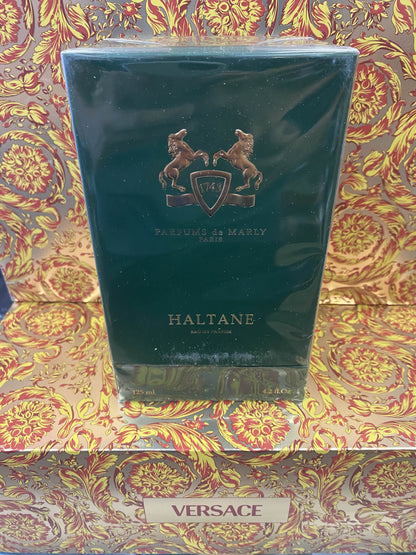 1743
PARFUMS de MARLY
PARIS
HALTANE
EAU DE PARFUM
125 ml 4.2 fl.Oz
VERSACE